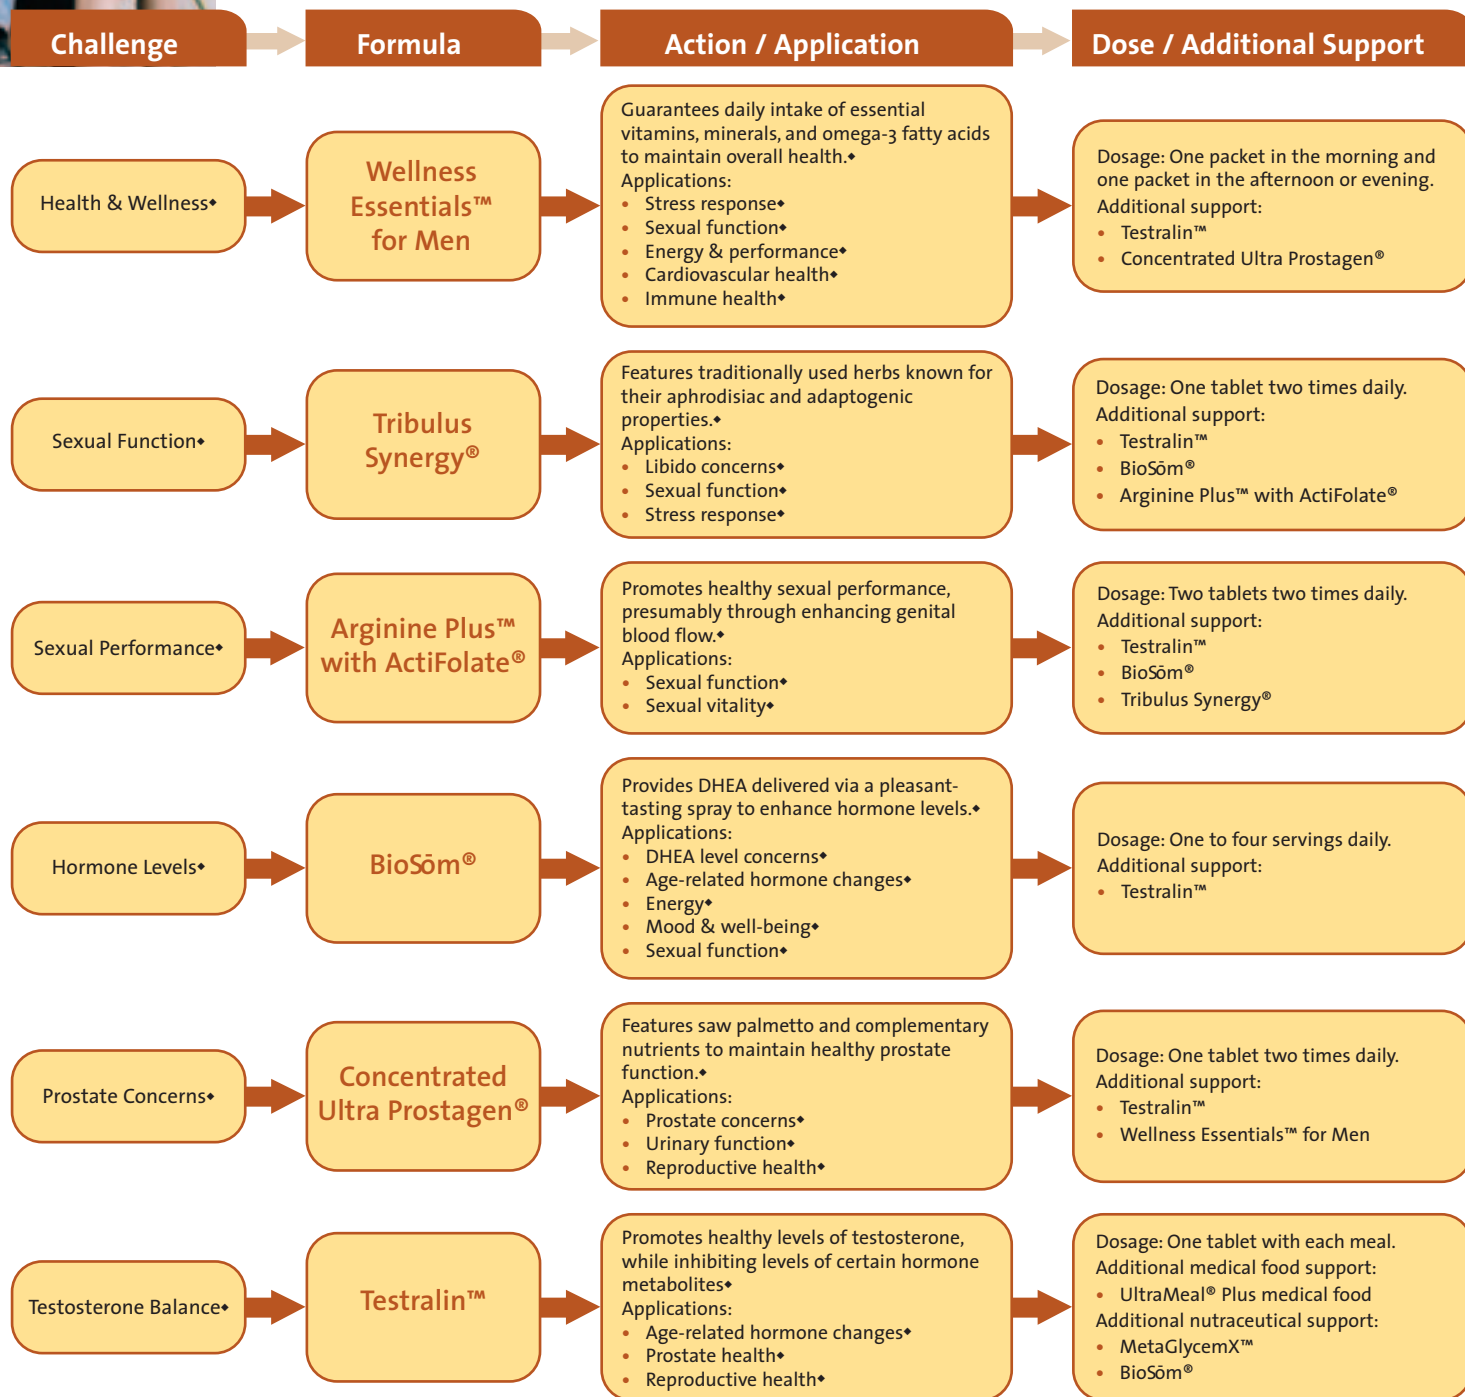 Challenge
Formula
Action / Application
Dose / Additional Support
Health & Wellness◆
Wellness
Essentials™
for Men
Guarantees daily intake of essential
vitamins, minerals, and omega-3 fatty acids
to maintain overall health.◆
Applications:
• Stress response◆
• Sexual function◆
• Energy & performance◆
• Cardiovascular health◆
• Immune health◆
Dosage: One packet in the morning and
one packet in the afternoon or evening.
Additional support:
• Testralin™
• Concentrated Ultra Prostagen®
Sexual Function◆
Tribulus
Synergy®
Features traditionally used herbs known for
their aphrodisiac and adaptogenic
properties.◆
Applications:
• Libido concerns◆
• Sexual function◆
• Stress response◆
Dosage: One tablet two times daily.
Additional support:
• Testralin™
• BioSōm®
• Arginine Plus™ with ActiFolate®
Sexual Performance◆
Arginine Plus™
with ActiFolate®
Promotes healthy sexual performance,
presumably through enhancing genital
blood flow.◆
Applications:
• Sexual function◆
• Sexual vitality◆
Dosage: Two tablets two times daily.
Additional support:
• Testralin™
• BioSōm®
• Tribulus Synergy®
Hormone Levels◆
BioSōm®
Provides DHEA delivered via a pleasant-
tasting spray to enhance hormone levels.◆
Applications:
• DHEA level concerns◆
• Age-related hormone changes◆
• Energy◆
• Mood & well-being◆
• Sexual function◆
Dosage: One to four servings daily.
Additional support:
• Testralin™
Prostate Concerns◆
Concentrated
Ultra Prostagen®
Features saw palmetto and complementary
nutrients to maintain healthy prostate
function.◆
Applications:
• Prostate concerns◆
• Urinary function◆
• Reproductive health◆
Dosage: One tablet two times daily.
Additional support:
• Testralin™
• Wellness Essentials™ for Men
Testosterone Balance◆
Testralin™
Promotes healthy levels of testosterone,
while inhibiting levels of certain hormone
metabolites◆
Applications:
• Age-related hormone changes◆
• Prostate health◆
• Reproductive health◆
Dosage: One tablet with each meal.
Additional medical food support:
• UltraMeal® Plus medical food
Additional nutraceutical support:
• MetaGlycemX™
• BioSōm®